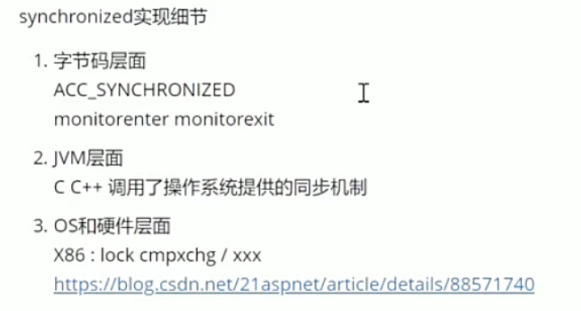 synchronized实现细节
1. 字节码层面
ACC_SYNCHRONIZED
monitorenter monitorexit
2. JVM层面
C C++ 调用了操作系统提供的同步机制
3. OS和硬件层面
X86 : lock cmpxchg / xxx
https://blog.csdn.net/21aspnet/article/details/88571740